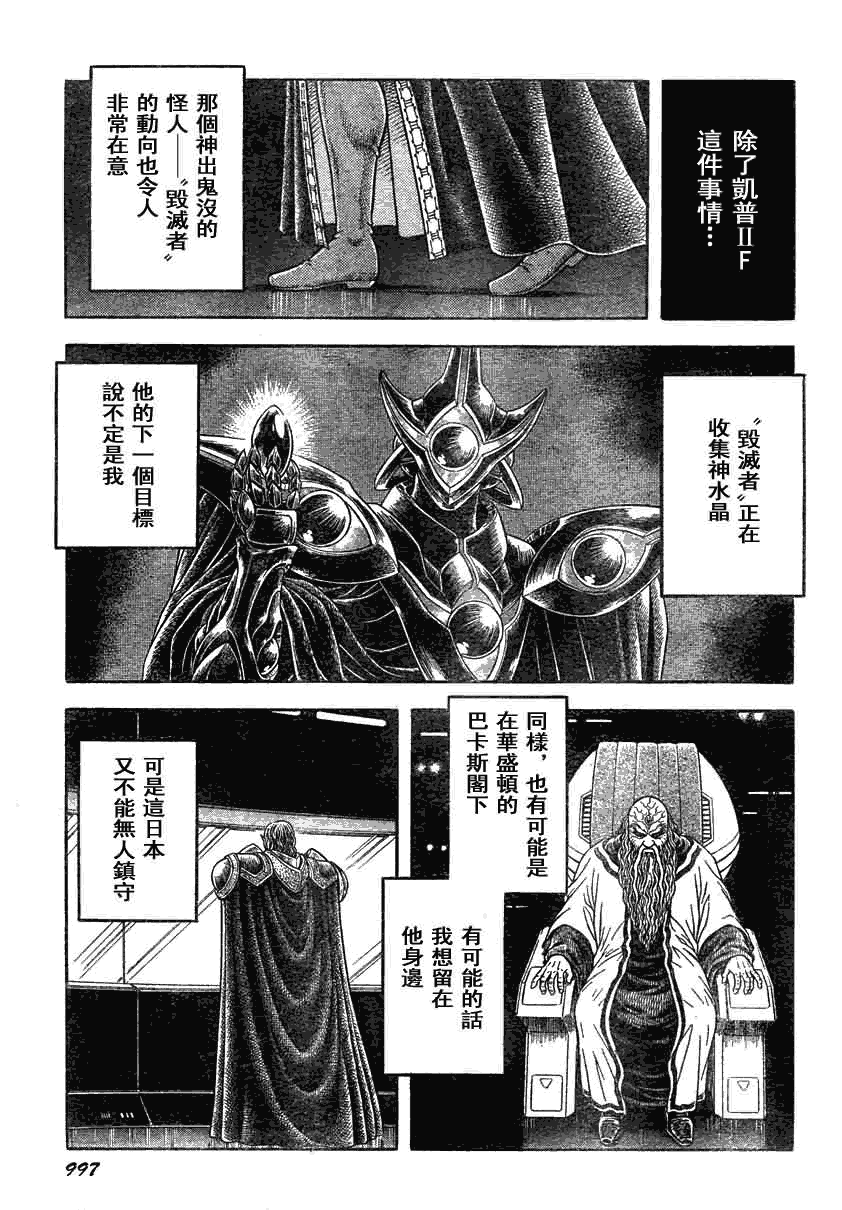 除了凱普ⅡF
這件事情…
那個神出鬼沒的
怪人——〝毀滅者〞
的動向也令人
非常在意
〝毀滅者〞正在
收集神水晶
他的下一個目標
說不定是我
同樣，也有可能是
在華盛頓的
巴卡斯閣下
有可能的話
我想留在
他身邊
可是這日本
又不能無人鎮守
997